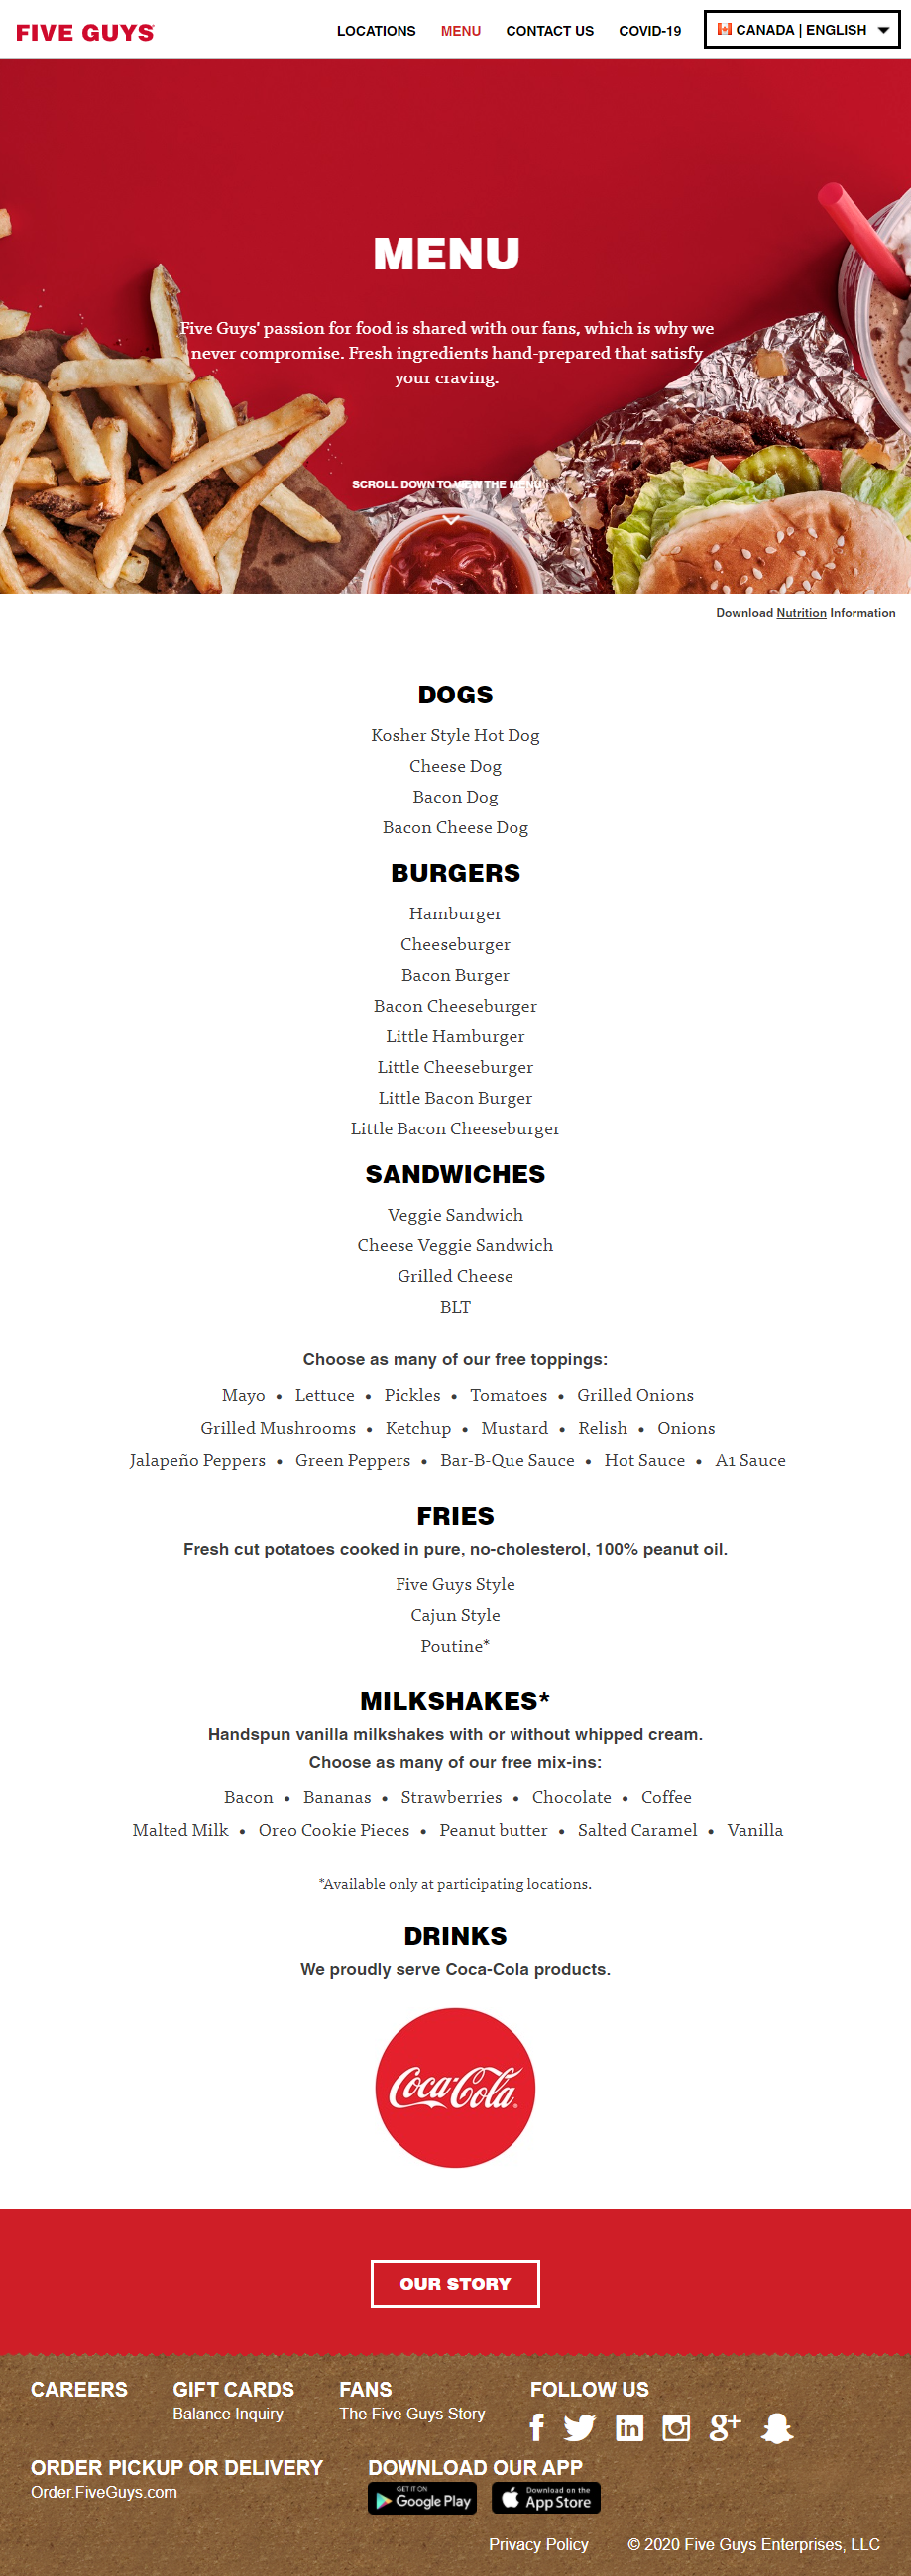 FIVE GUYS
LOCATIONS MENU CONTACT US COVID-19 CANADA | ENGLISH
MENU
Five Guys' passion for food is shared with our fans, which is why we
never compromise. Fresh ingredients hand-prepared that satisfy
your craving.
SCROLL DOWN TO VIEW THE MENU
Download Nutrition Information
DOGS
Kosher Style Hot Dog
Cheese Dog
Bacon Dog
Bacon Cheese Dog
BURGERS
Hamburger
Cheeseburger
Bacon Burger
Bacon Cheeseburger
Little Hamburger
Little Cheeseburger
Little Bacon Burger
Little Bacon Cheeseburger
SANDWICHES
Veggie Sandwich
Cheese Veggie Sandwich
Grilled Cheese
BLT
Choose as many of our free toppings:
Mayo • Lettuce • Pickles • Tomatoes • Grilled Onions
Grilled Mushrooms • Ketchup • Mustard • Relish • Onions
Jalapeño Peppers • Green Peppers • Bar-B-Que Sauce • Hot Sauce • A1 Sauce
FRIES
Fresh cut potatoes cooked in pure, no-cholesterol, 100% peanut oil.
Five Guys Style
Cajun Style
Poutine*
MILKSHAKES*
Handspun vanilla milkshakes with or without whipped cream.
Choose as many of our free mix-ins:
Bacon • Bananas • Strawberries • Chocolate • Coffee
Malted Milk • Oreo Cookie Pieces • Peanut butter • Salted Caramel • Vanilla
*Available only at participating locations.
DRINKS
We proudly serve Coca-Cola products.
Coca-Cola
OUR STORY
CAREERS GIFT CARDS FANS FOLLOW US
Balance Inquiry The Five Guys Story
ORDER PICKUP OR DELIVERY DOWNLOAD OUR APP
Order.FiveGuys.com
GET IT ON Google Play Download on the App Store
Privacy Policy © 2020 Five Guys Enterprises, LLC